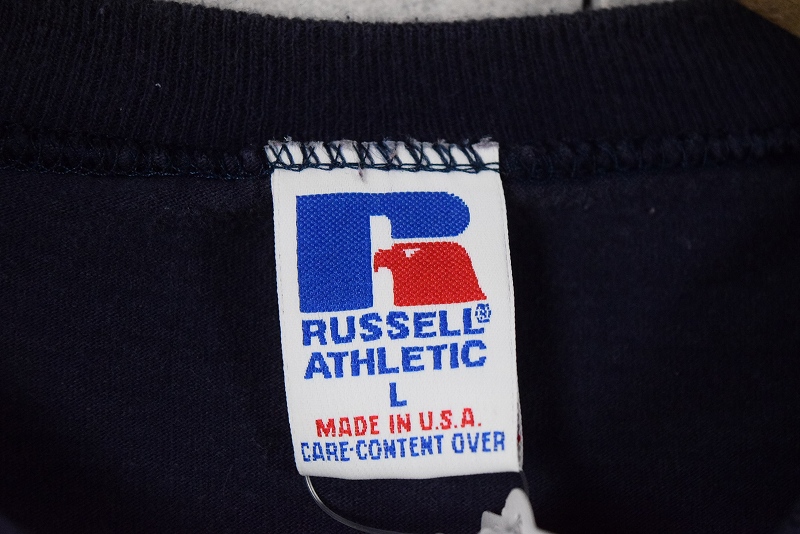 RUSSELL®
ATHLETIC
L
MADE IN U.S.A.
CARE-CONTENT OVER